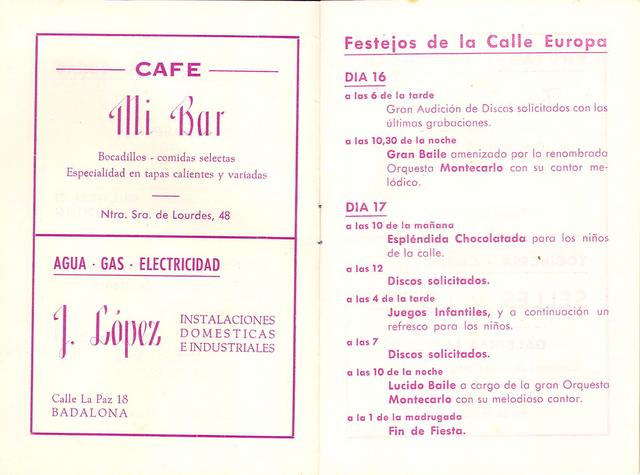 CAFE
Mi Bar
Bocadillos - comidas selectas
Especialidad en tapas calientes y variadas
Ntra. Sra. de Lourdes, 48
AGUA - GAS - ELECTRICIDAD
J. López
INSTALACIONES
DOMESTICAS
E INDUSTRIALES
Calle La Paz 18
BADALONA
Festejos de la Calle Europa
DIA 16
a las 6 de la tarde
Gran Audición de Discos solicitados con las
últimas grabaciones.
a las 10,30 de la noche
Gran Baile amenizado por la renombrada
Orquesta Montecarlo con su cantor me-
lódico.
DIA 17
a las 10 de la mañana
Espléndida Chocolatada para los niños
de la calle.
a las 12
Discos solicitados.
a las 4 de la tarde
Juegos Infantiles, y a continuación un
refresco para los niños.
a las 7
Discos solicitados.
a las 10 de la noche
Lucido Baile a cargo de la gran Orquesta
Montecarlo con su melodioso cantor.
a la 1 de la madrugada
Fin de Fiesta.